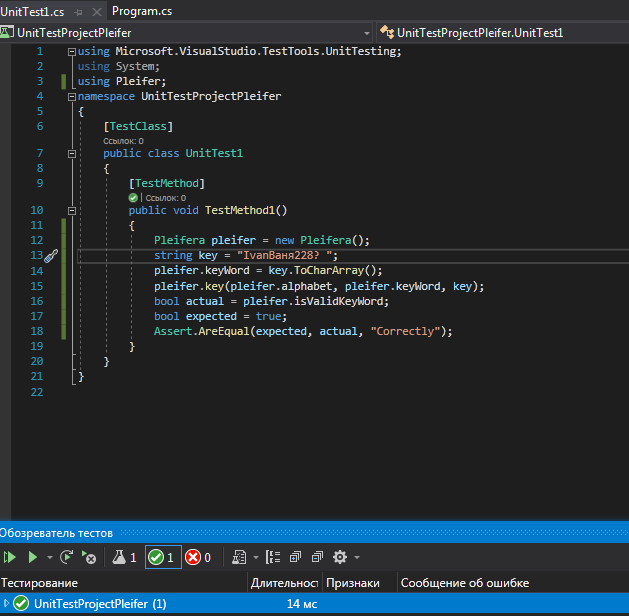 UnitTest1.cs
Program.cs
UnitTestProjectPleifer
UnitTestProjectPleifer.UnitTest1
1 using Microsoft.VisualStudio.TestTools.UnitTesting;
2 using System;
3 using Pleifer;
4 namespace UnitTestProjectPleifer
5 {
6 [TestClass]
Ссылок: 0
7 public class UnitTest1
8 {
9 [TestMethod]
| Ссылок: 0
10 public void TestMethod1()
11 {
12 Pleifera pleifer = new Pleifera();
13 string key = "IvanВаня228? ";
14 pleifer.keyWord = key.ToCharArray();
15 pleifer.key(pleifer.alphabet, pleifer.keyWord, key);
16 bool actual = pleifer.isValidKeyWord;
17 bool expected = true;
18 Assert.AreEqual(expected, actual, "Correctly");
19 }
20 }
21 }
22
Обозреватель тестов
1 1 0
Тестирование Длительност Признаки Сообщение об ошибке
UnitTestProjectPleifer (1) 14 мс